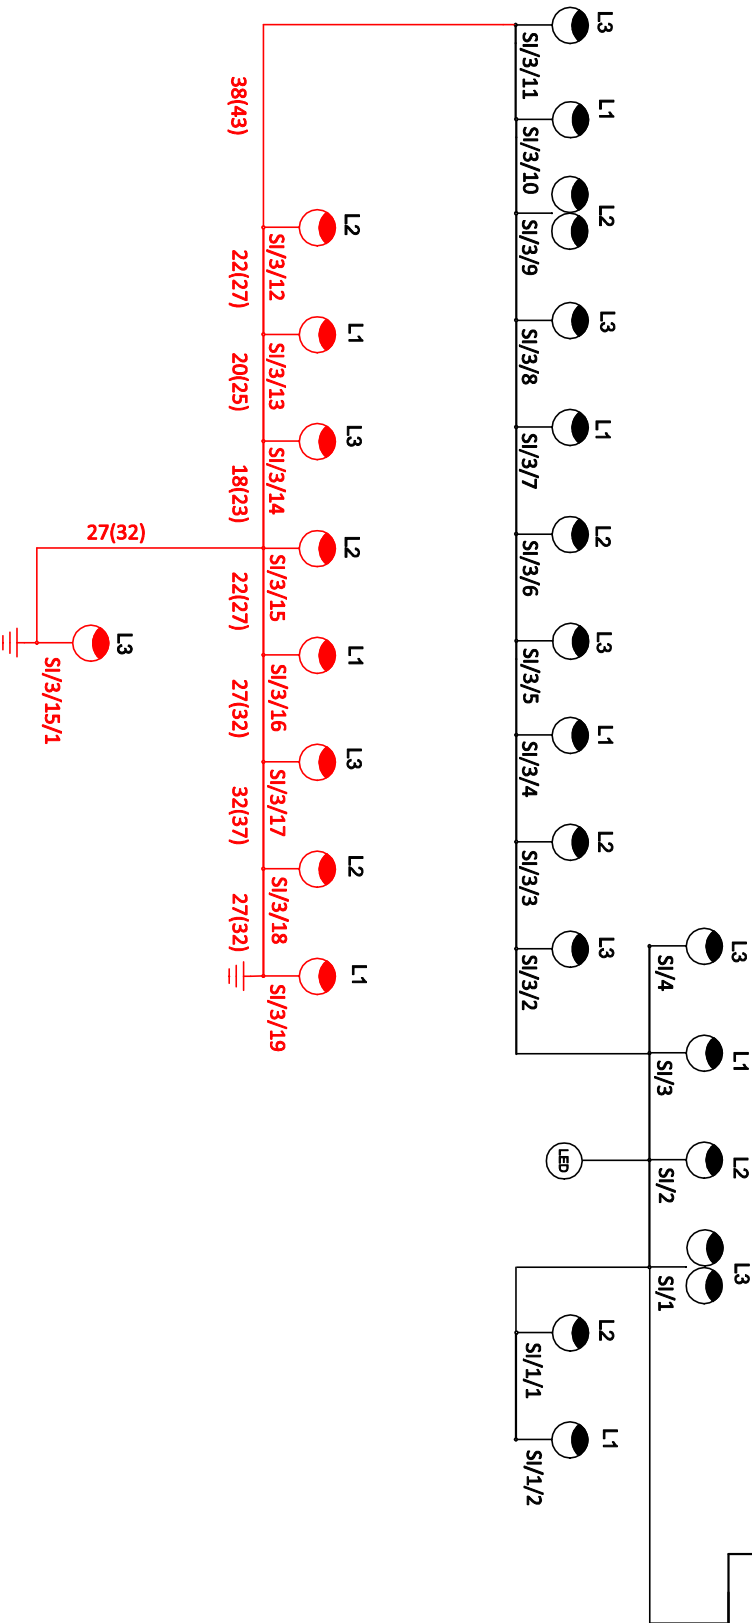 L3
SI/3/11
L1
SI/3/10
L2
SI/3/9
L3
SI/3/8
L1
SI/3/7
L2
SI/3/6
L3
SI/3/5
L1
SI/3/4
L2
SI/3/3
L3
SI/3/2
L3
SI/4
L1
SI/3
L2
SI/2
LED
L3
SI/1
L2
SI/1/1
L1
SI/1/2
38(43)
L2
SI/3/12
22(27)
L1
SI/3/13
20(25)
L3
SI/3/14
18(23)
L2
SI/3/15
22(27)
L1
SI/3/16
27(32)
L3
SI/3/17
32(37)
L2
SI/3/18
27(32)
L1
SI/3/19
27(32)
L3
SI/3/15/1